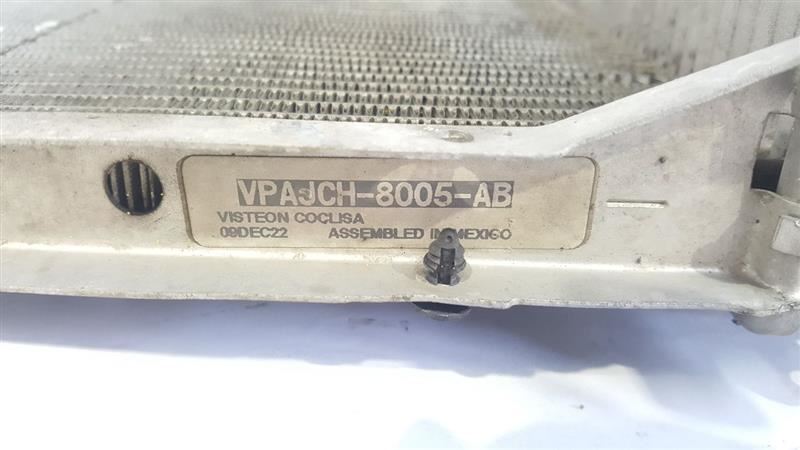 VPAJCH-8005-AB
VISTEON COCLISA
09DEC22 ASSEMBLED IN MEXICO